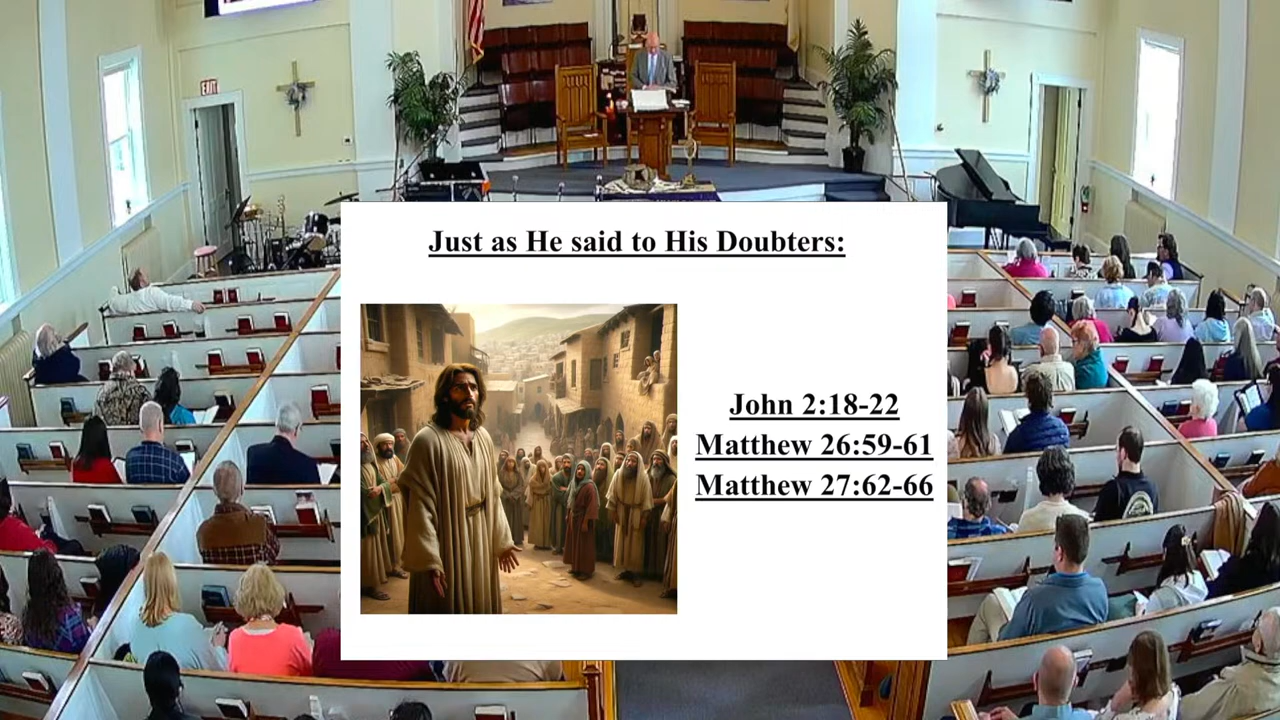 EXIT
Just as He said to His Doubters:
John 2:18-22
Matthew 26:59-61
Matthew 27:62-66